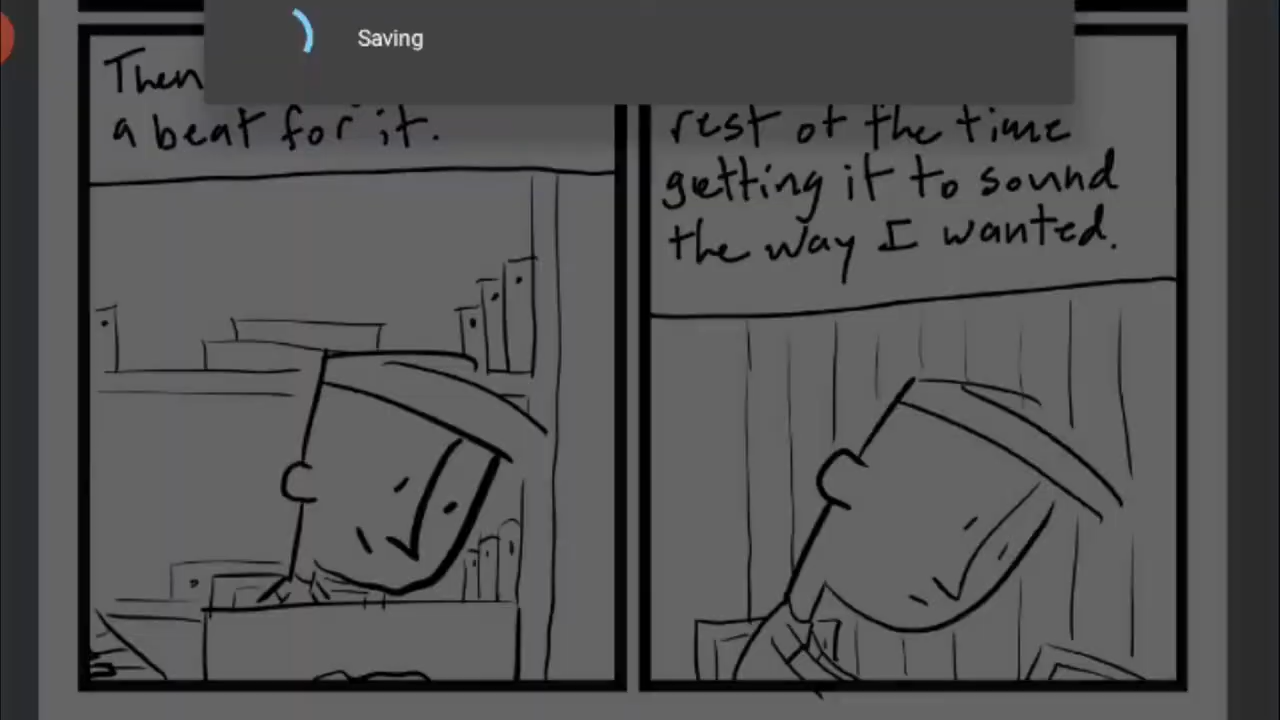 Saving
Then
a beat for it.
rest of the time
getting it to sound
the way I wanted.